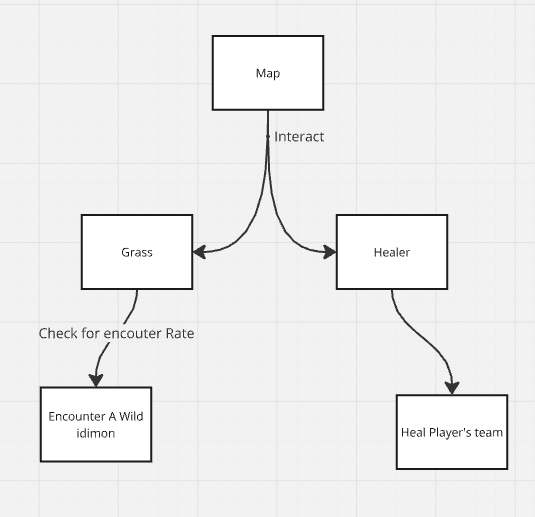 Map
Interact
Grass
Healer
Check for encouter Rate
Encounter A Wild
idimon
Heal Player's team